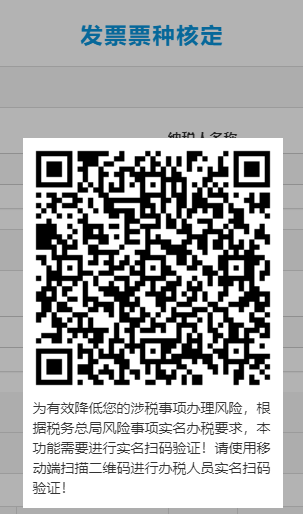 发票票种核定
纳税人名称
为有效降低您的涉税事项办理风险，根
据税务总局风险事项实名办税要求，本
功能需要进行实名扫码验证！请使用移
动端扫描二维码进行办税人员实名扫码
验证！